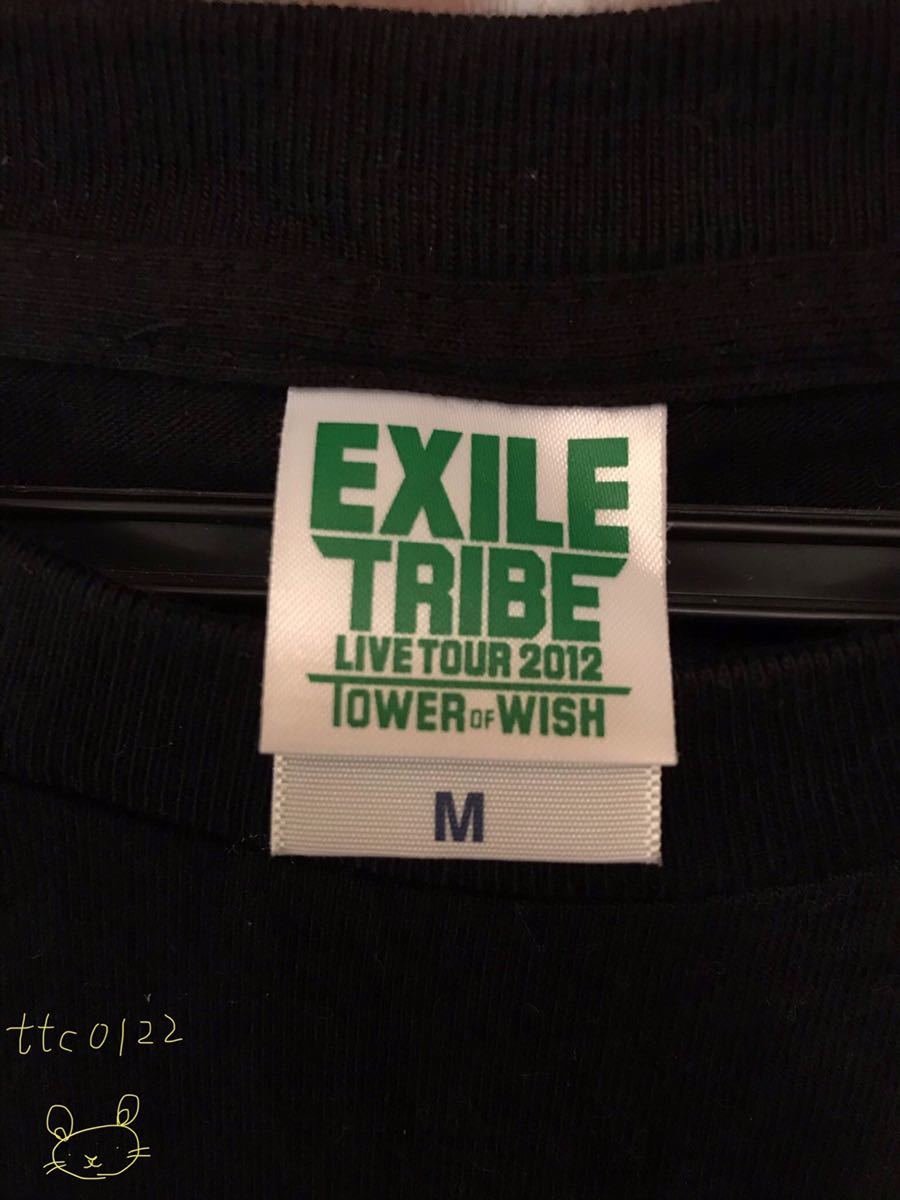 EXILE
TRIBE
LIVE TOUR 2012
TOWER OF WISH
M
ttc0122